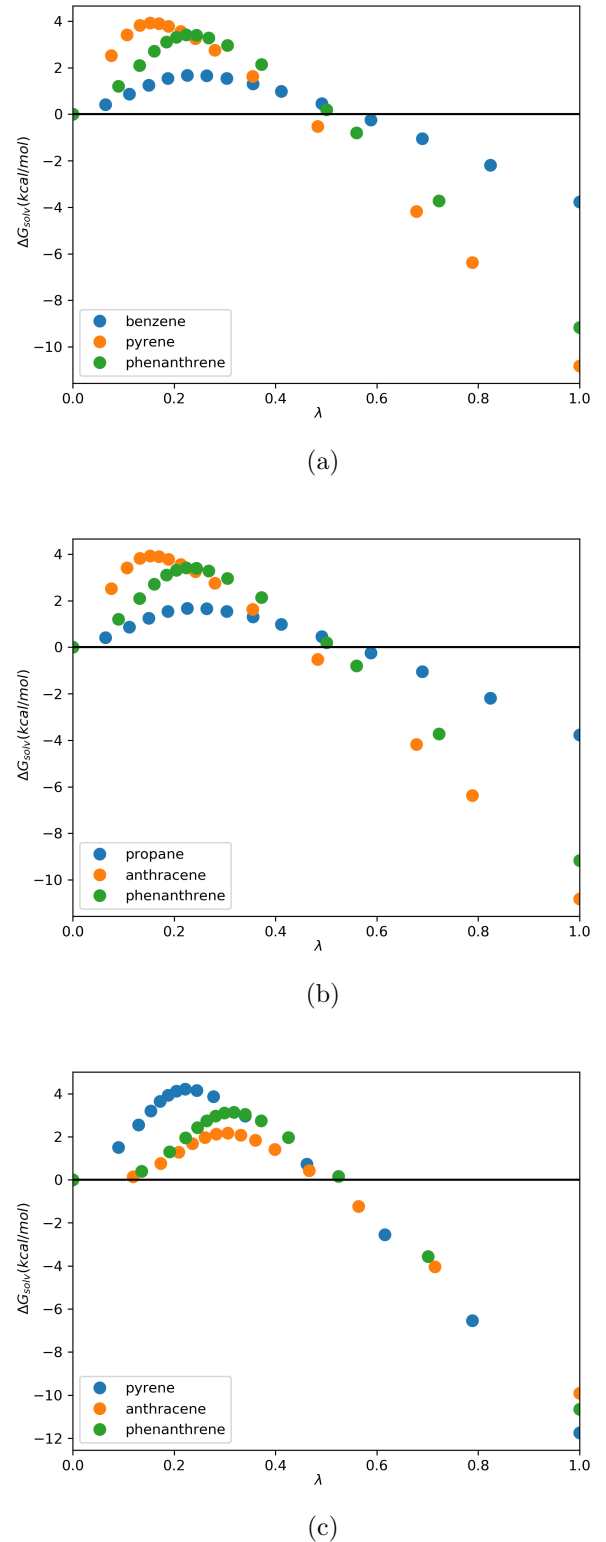 4
2
0
−2
−4
−6
−8
−10
ΔG_solv(kcal/mol)
benzene
pyrene
phenanthrene
0.0 0.2 0.4 0.6 0.8 1.0
λ
(a)
4
2
0
−2
−4
−6
−8
−10
ΔG_solv(kcal/mol)
propane
anthracene
phenanthrene
0.0 0.2 0.4 0.6 0.8 1.0
λ
(b)
4
2
0
−2
−4
−6
−8
−10
−12
ΔG_solv(kcal/mol)
pyrene
anthracene
phenanthrene
0.0 0.2 0.4 0.6 0.8 1.0
λ
(c)